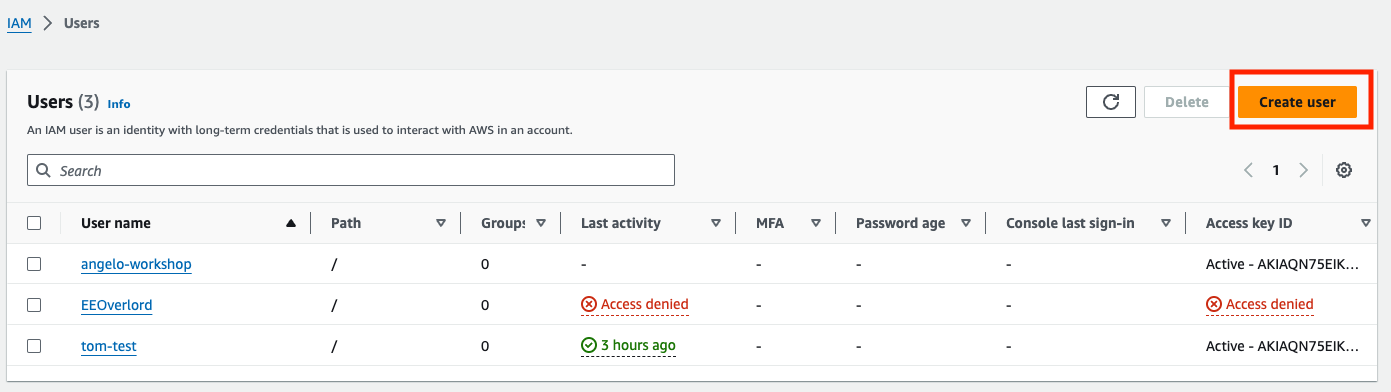 IAM > Users
Users (3) Info
Delete
Create user
An IAM user is an identity with long-term credentials that is used to interact with AWS in an account.
Search
1
User name Path Groups Last activity MFA Password age Console last sign-in Access key ID
angelo-workshop / 0 - - - - Active - AKIAQN75EIK...
EEOverlord / 0 Access denied - - - Access denied
tom-test / 0 3 hours ago - - - Active - AKIAQN75EIK...